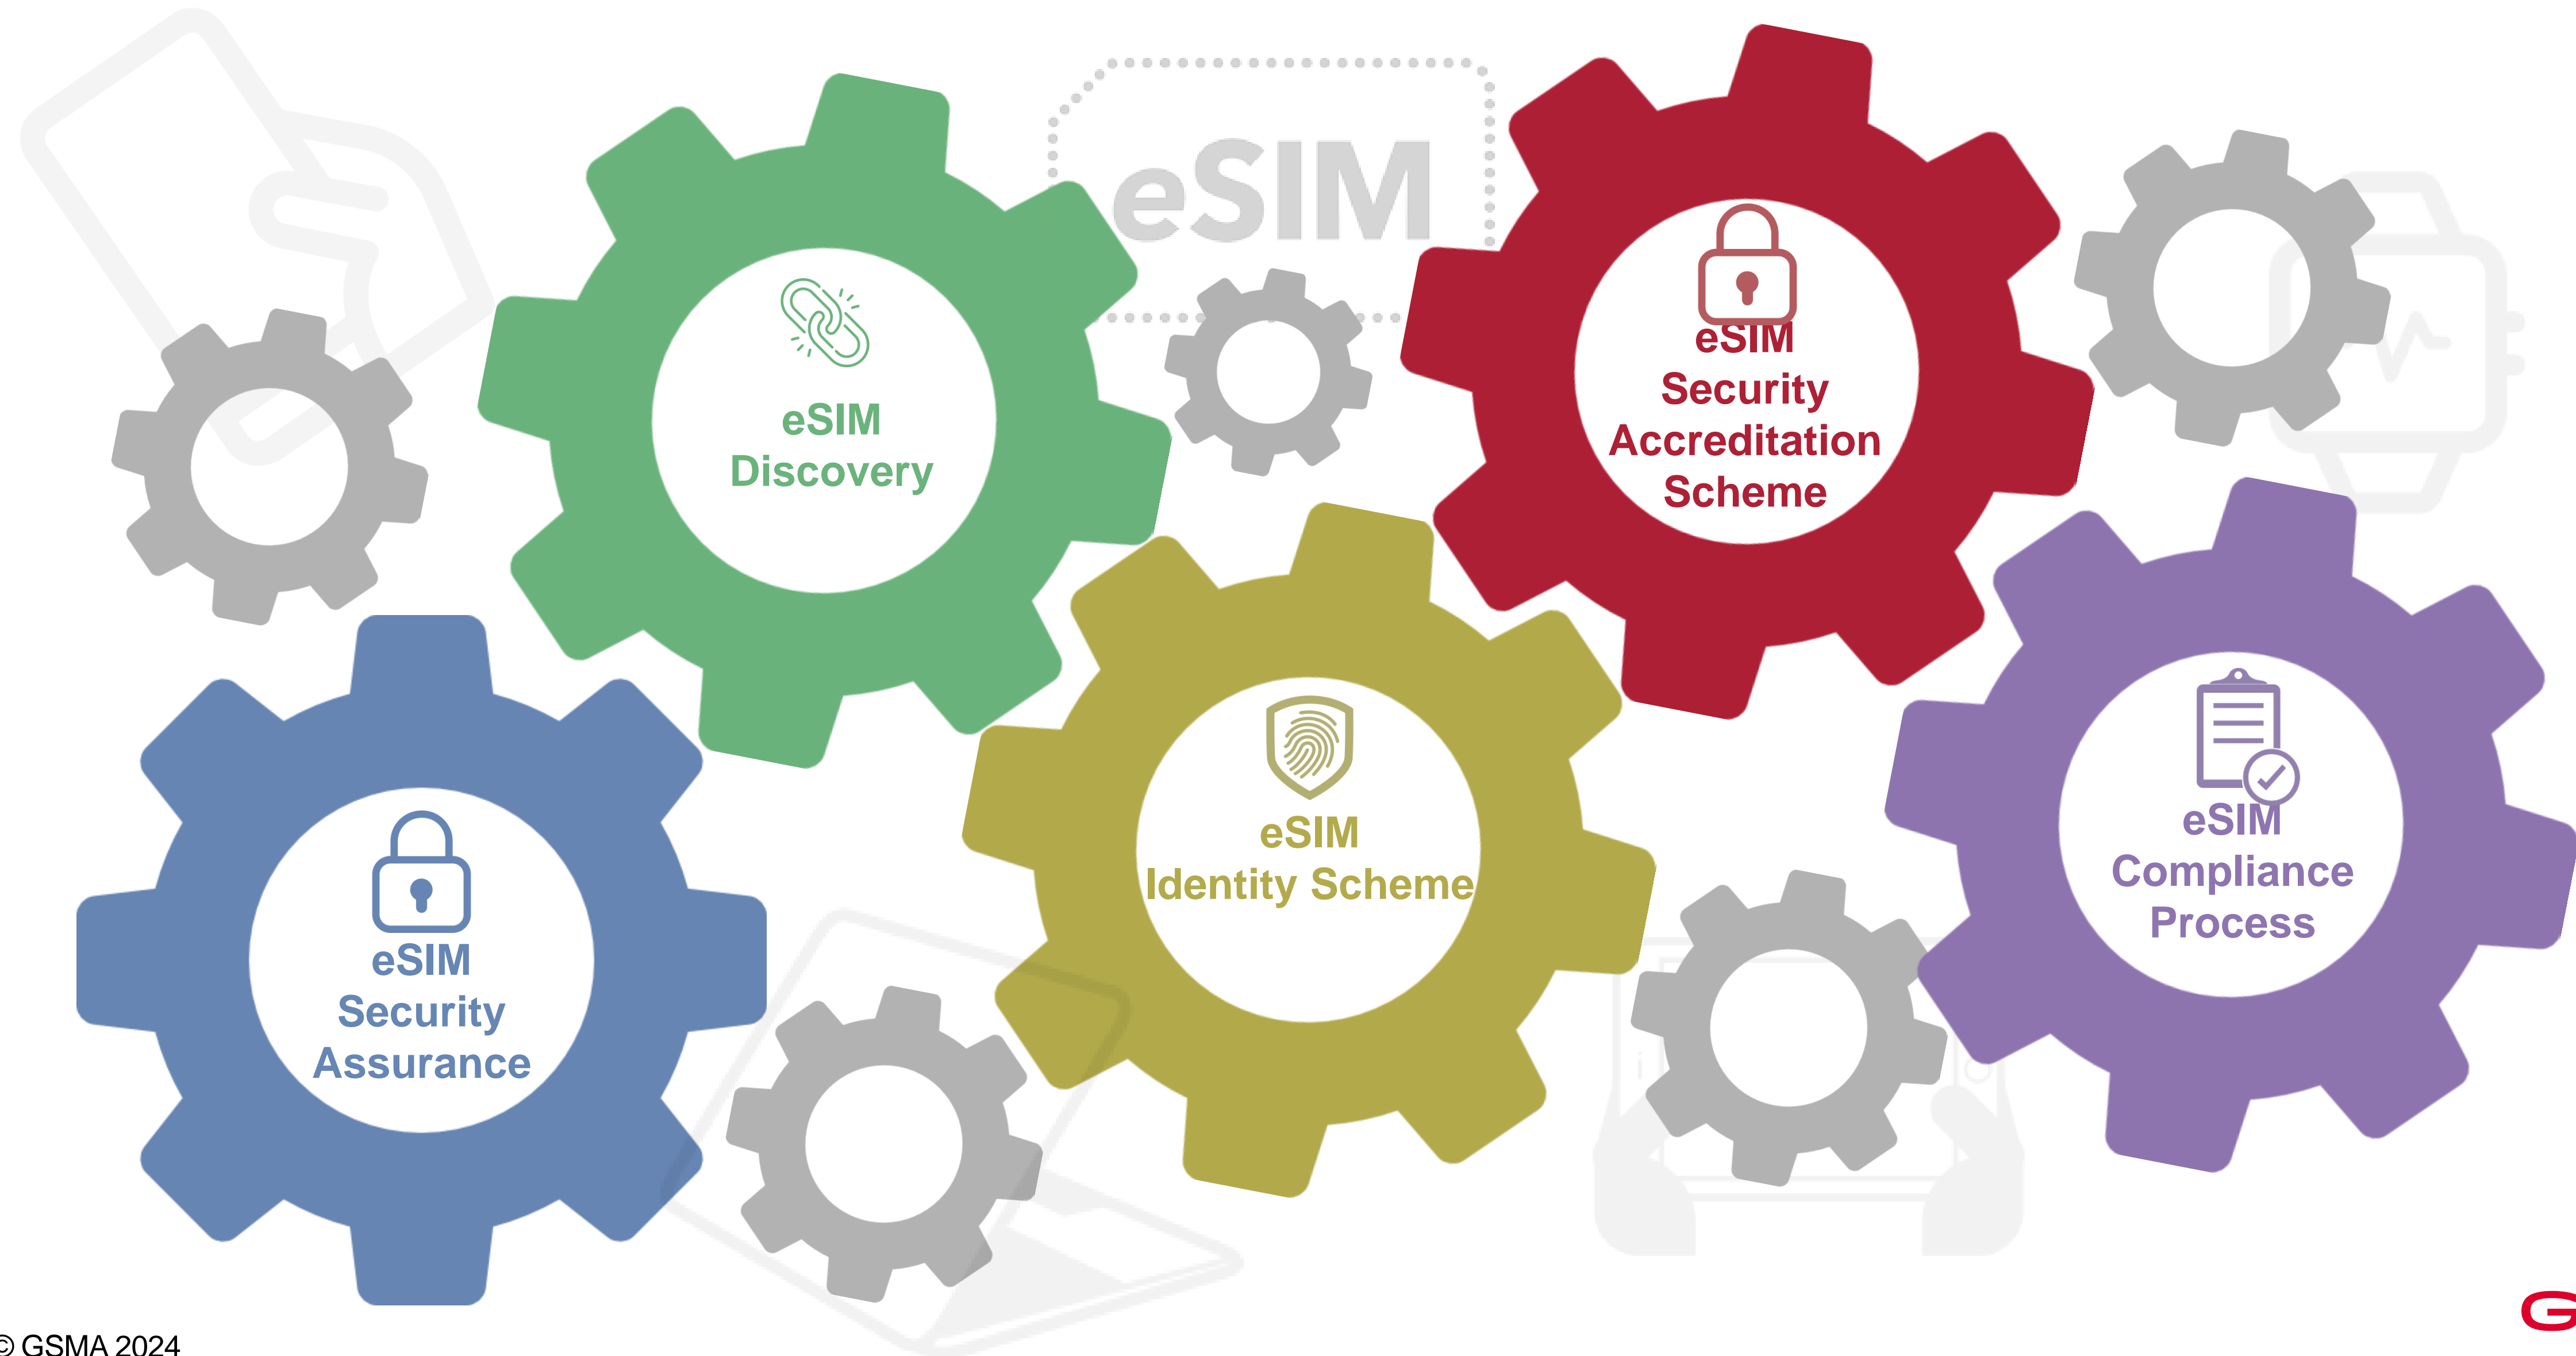 eSIM
eSIM
Discovery
eSIM
Security
Accreditation
Scheme
eSIM
Security
Assurance
eSIM
Identity Scheme
eSIM
Compliance
Process
© GSMA 2024
G